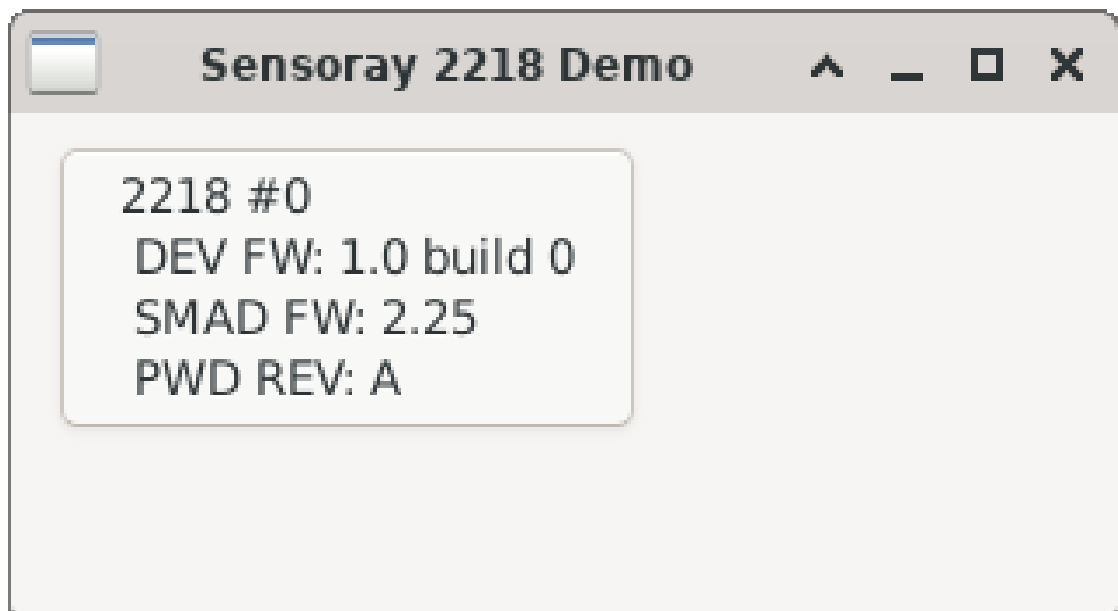 Sensoray 2218 Demo
2218 #0
DEV FW: 1.0 build 0
SMAD FW: 2.25
PWD REV: A